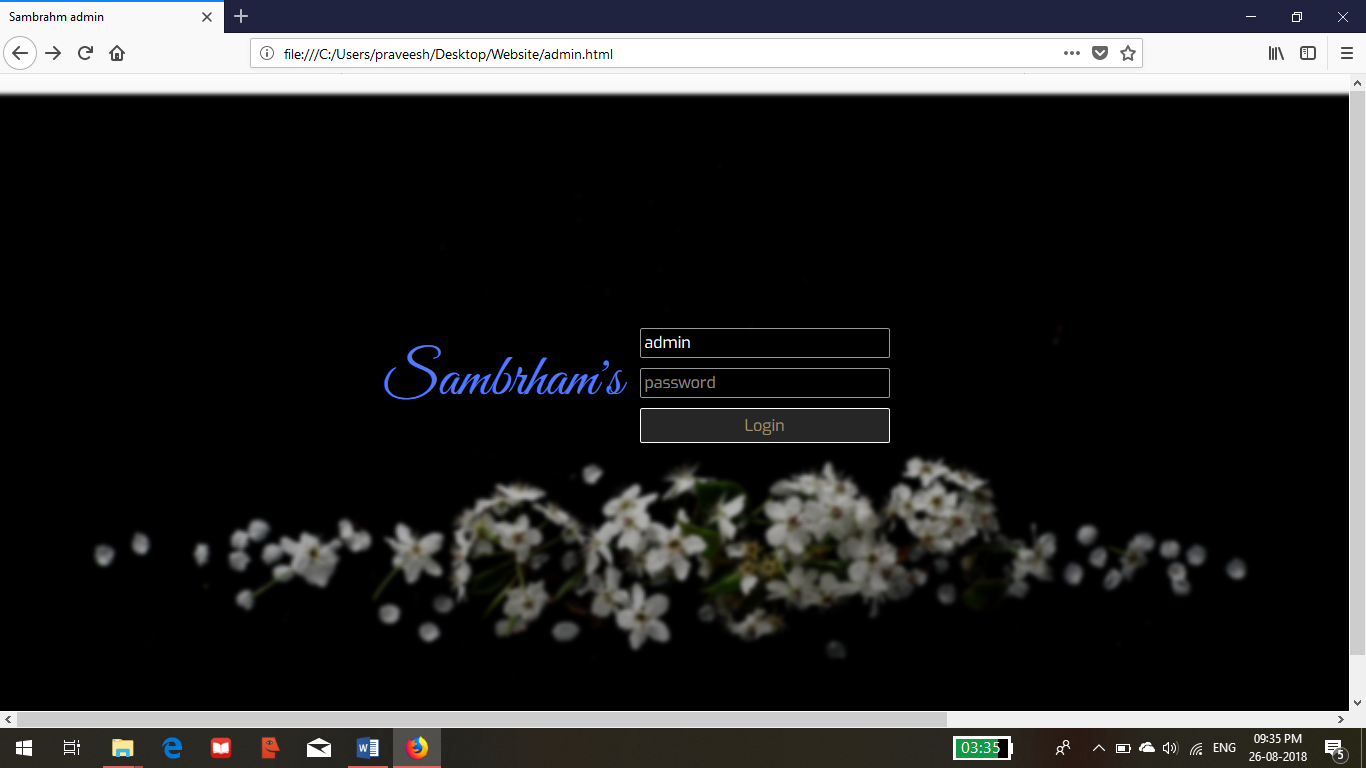 Sambrahm admin
file:///C:/Users/praveesh/Desktop/Website/admin.html
Sambrham's
admin
password
Login
03:35
ENG
09:35 PM
26-08-2018
5